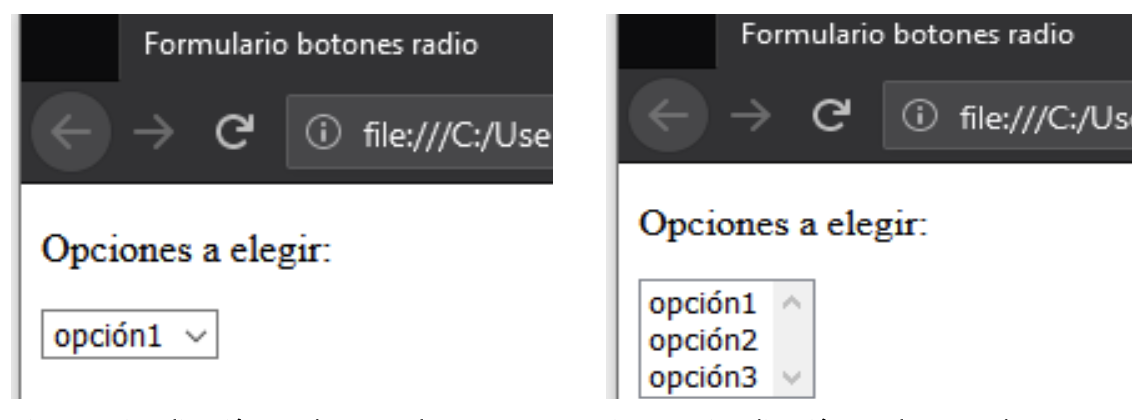 Formulario botones radio
file:///C:/Use
Opciones a elegir:
opción1
Formulario botones radio
file:///C:/Us
Opciones a elegir:
opción1
opción2
opción3